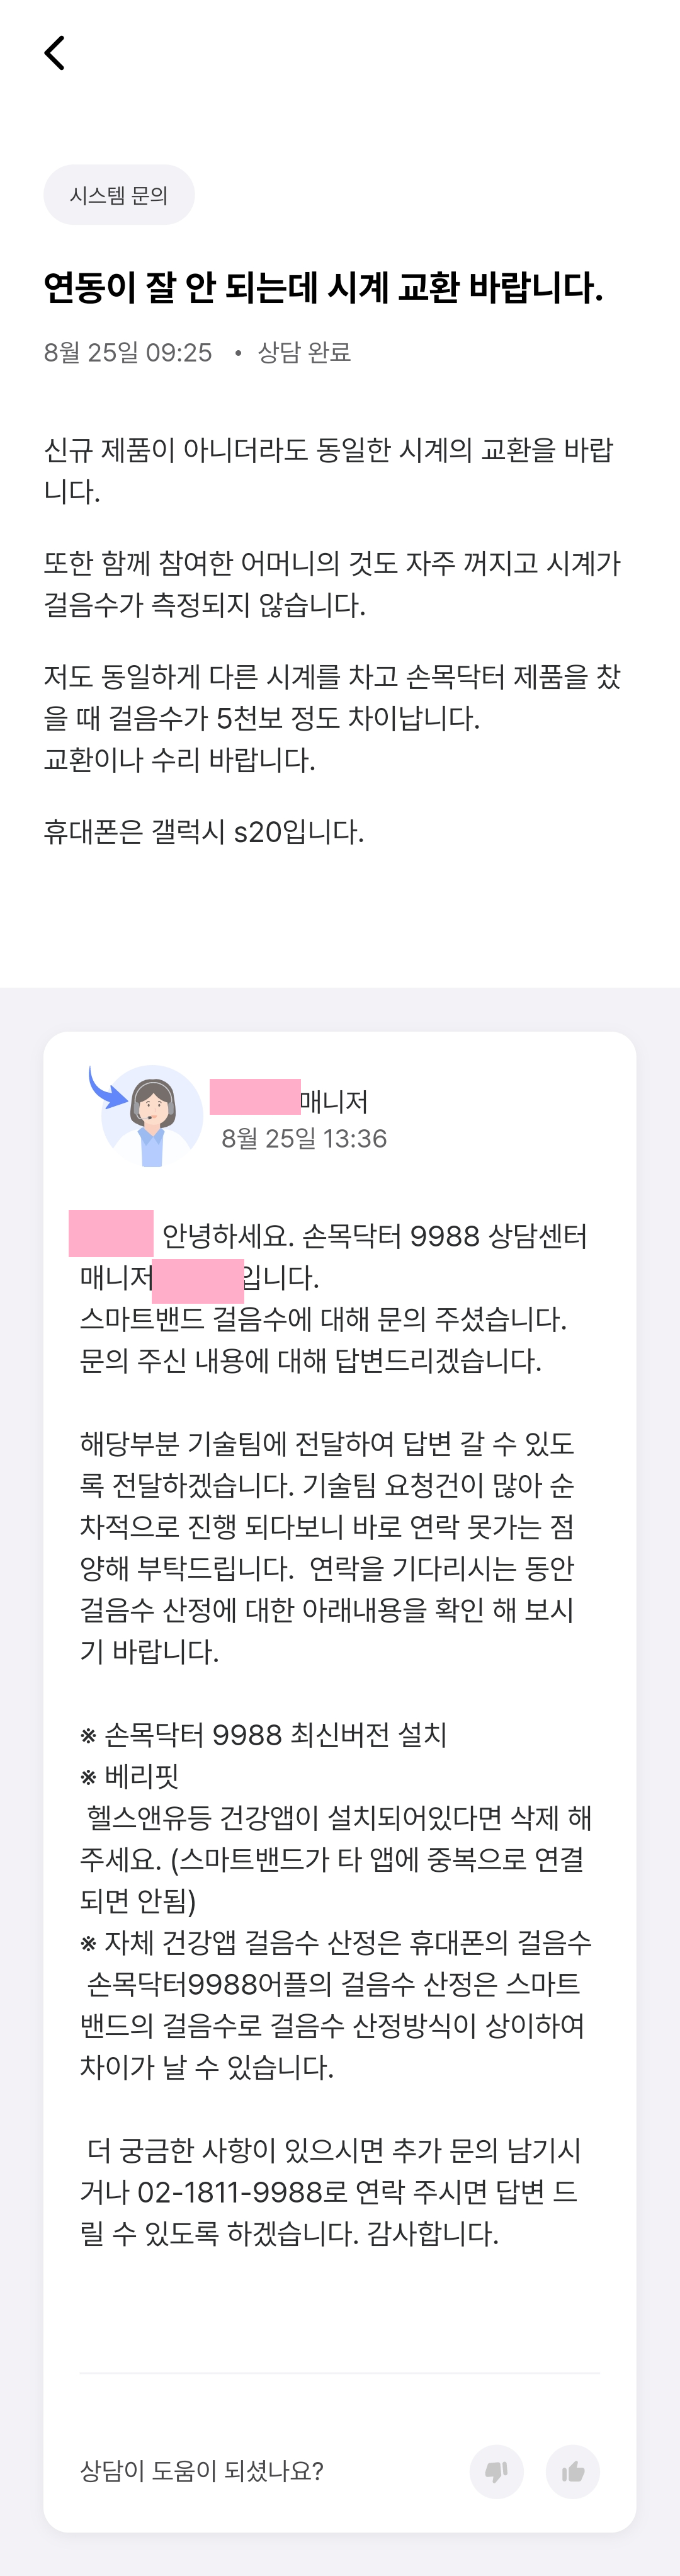 시스템 문의
연동이 잘 안 되는데 시계 교환 바랍니다.
8월 25일 09:25 • 상담 완료
신규 제품이 아니더라도 동일한 시계의 교환을 바랍
니다.
또한 함께 참여한 어머니의 것도 자주 꺼지고 시계가
걸음수가 측정되지 않습니다.
저도 동일하게 다른 시계를 차고 손목닥터 제품을 찼
을 때 걸음수가 5천보 정도 차이납니다.
교환이나 수리 바랍니다.
휴대폰은 갤럭시 s20입니다.
매니저
8월 25일 13:36
안녕하세요. 손목닥터 9988 상담센터
매니저 입니다.
스마트밴드 걸음수에 대해 문의 주셨습니다.
문의 주신 내용에 대해 답변드리겠습니다.
해당부분 기술팀에 전달하여 답변 갈 수 있도
록 전달하겠습니다. 기술팀 요청건이 많아 순
차적으로 진행 되다보니 바로 연락 못가는 점
양해 부탁드립니다.  연락을 기다리시는 동안
걸음수 산정에 대한 아래내용을 확인 해 보시
기 바랍니다.
※ 손목닥터 9988 최신버전 설치
※ 베리핏
헬스앤유등 건강앱이 설치되어있다면 삭제 해
주세요. (스마트밴드가 타 앱에 중복으로 연결
되면 안됨)
※ 자체 건강앱 걸음수 산정은 휴대폰의 걸음수
손목닥터9988어플의 걸음수 산정은 스마트
밴드의 걸음수로 걸음수 산정방식이 상이하여
차이가 날 수 있습니다.
더 궁금한 사항이 있으시면 추가 문의 남기시
거나 02-1811-9988로 연락 주시면 답변 드
릴 수 있도록 하겠습니다. 감사합니다.
상담이 도움이 되셨나요?